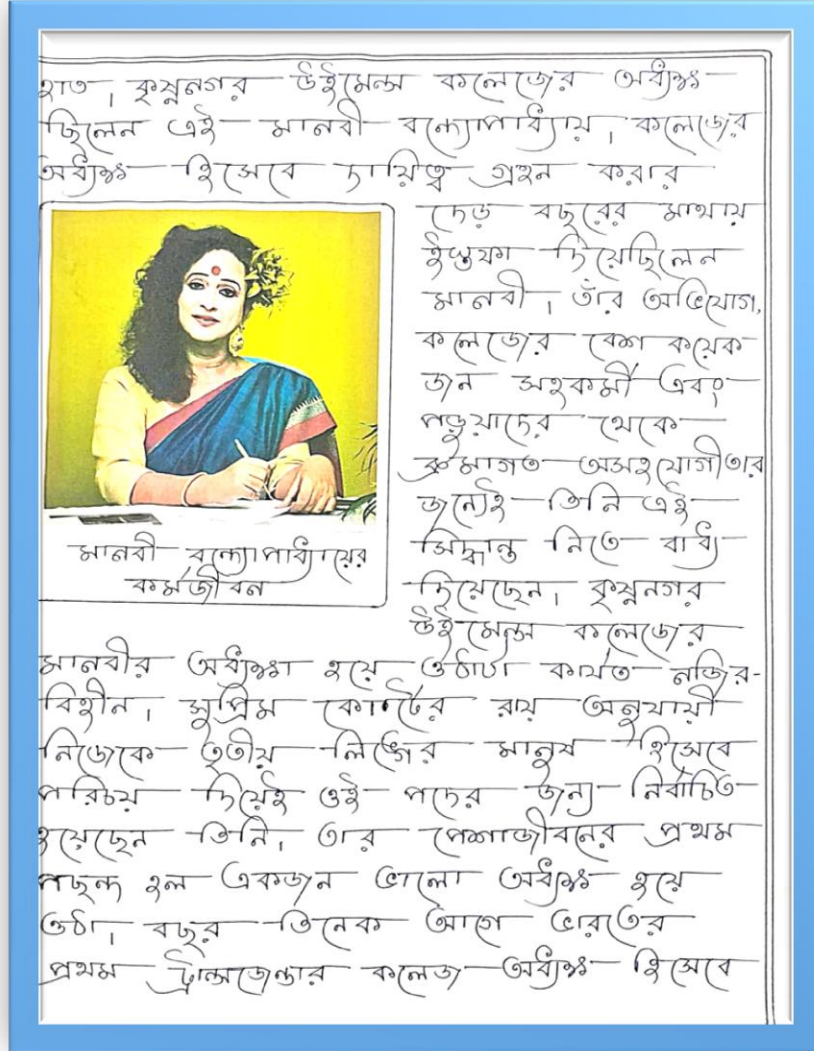 হাত, কৃষ্ণনগর উইমেন্স কলেজের অধ্যক্ষ
ছিলেন এই মানবী বন্দ্যোপাধ্যায়, কলেজের
অধ্যক্ষ হিসেবে দায়িত্ব গ্রহন করার
দেড় বছরের মাথায়
ইস্তফা দিয়েছিলেন
মানবী, তাঁর অভিযোগ,
কলেজের বেশ কয়েক
জন সহকর্মী এবং
পড়ুয়াদের থেকে
ক্রমাগত অসহযোগীতার
জন্যেই তিনি এই
সিদ্ধান্ত নিতে বাধ্য
হিয়েছেন, কৃষ্ণনগর
উইমেন্স কলেজের
মানবী বন্দ্যোপাধ্যায়ের
কর্মজীবন
মানবীর অধ্যক্ষা হয়ে ওঠাটা কার্যত নজির-
বিহীন, সুপ্রিম কোর্টের রায় অনুযায়ী
নিজেকে তৃতীয় লিঙ্গের মানুষ হিসেবে
পরিচয় দিয়েই ওই পদের জন্য নির্বাচিত
হয়েছেন তিনি, তার পেশাজীবনের প্রথম
পছন্দ হল একজন ভালো অধ্যক্ষ হয়ে
ওঠা, বছর তিনেক আগে ভারতের
প্রথম ট্রান্সজেন্ডার কলেজ অধ্যক্ষ হিসেবে